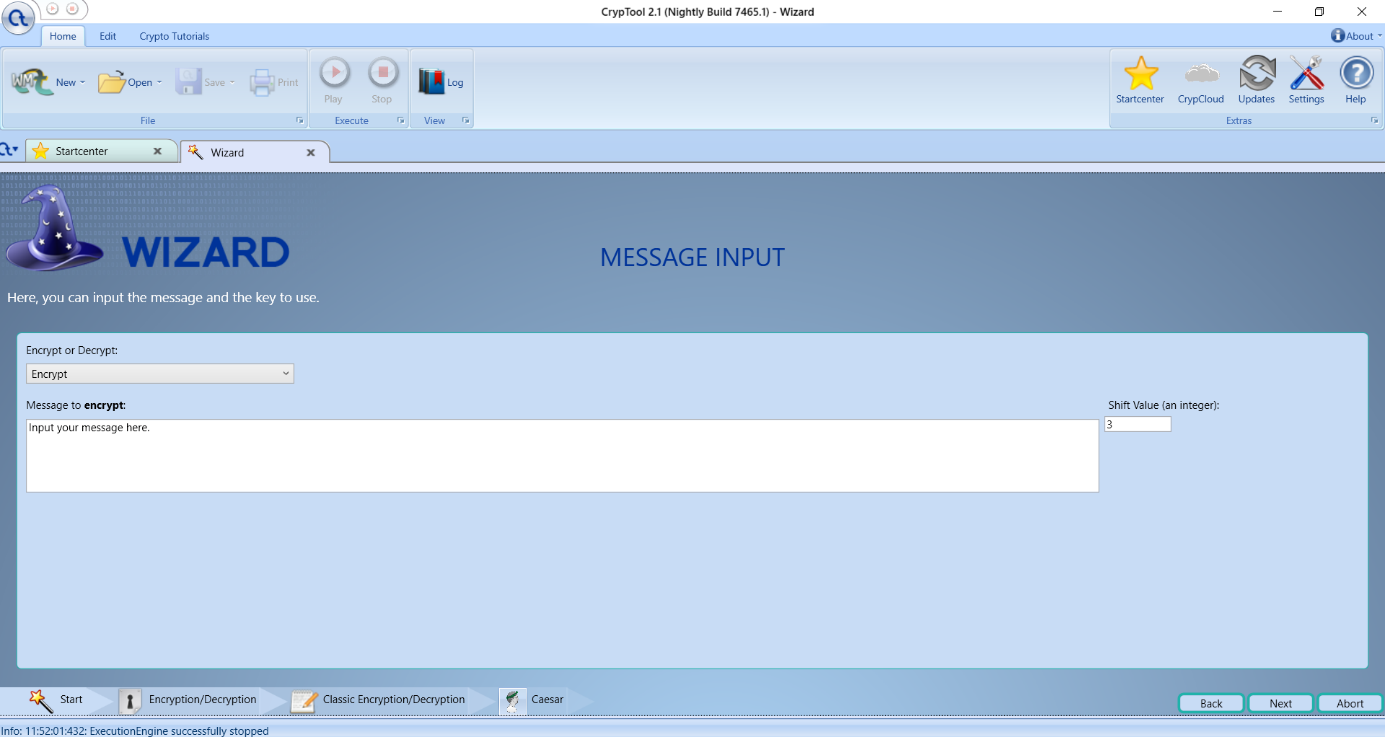 CrypTool 2.1 (Nightly Build 7465.1) - Wizard
Home Edit Crypto Tutorials About
New Open Save Print Play Stop Log Startcenter CrypCloud Updates Settings Help
File Execute View Extras
Startcenter Wizard
WIZARD
MESSAGE INPUT
Here, you can input the message and the key to use.
Encrypt or Decrypt:
Encrypt
Message to encrypt: Shift Value (an integer):
Input your message here. 3
Start Encryption/Decryption Classic Encryption/Decryption Caesar Back Next Abort
Info: 11:52:01:432: ExecutionEngine successfully stopped